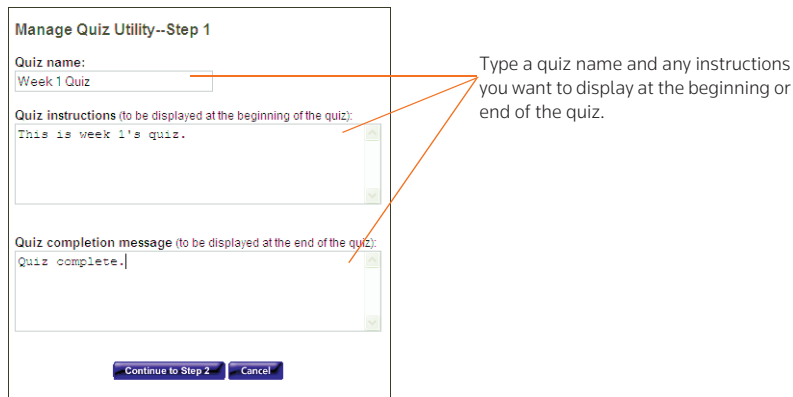 Manage Quiz Utility--Step 1
Quiz name:
Week 1 Quiz
Quiz instructions (to be displayed at the beginning of the quiz):
This is week 1's quiz.
Quiz completion message (to be displayed at the end of the quiz):
Quiz complete.
Continue to Step 2
Cancel
Type a quiz name and any instructions
you want to display at the beginning or
end of the quiz.